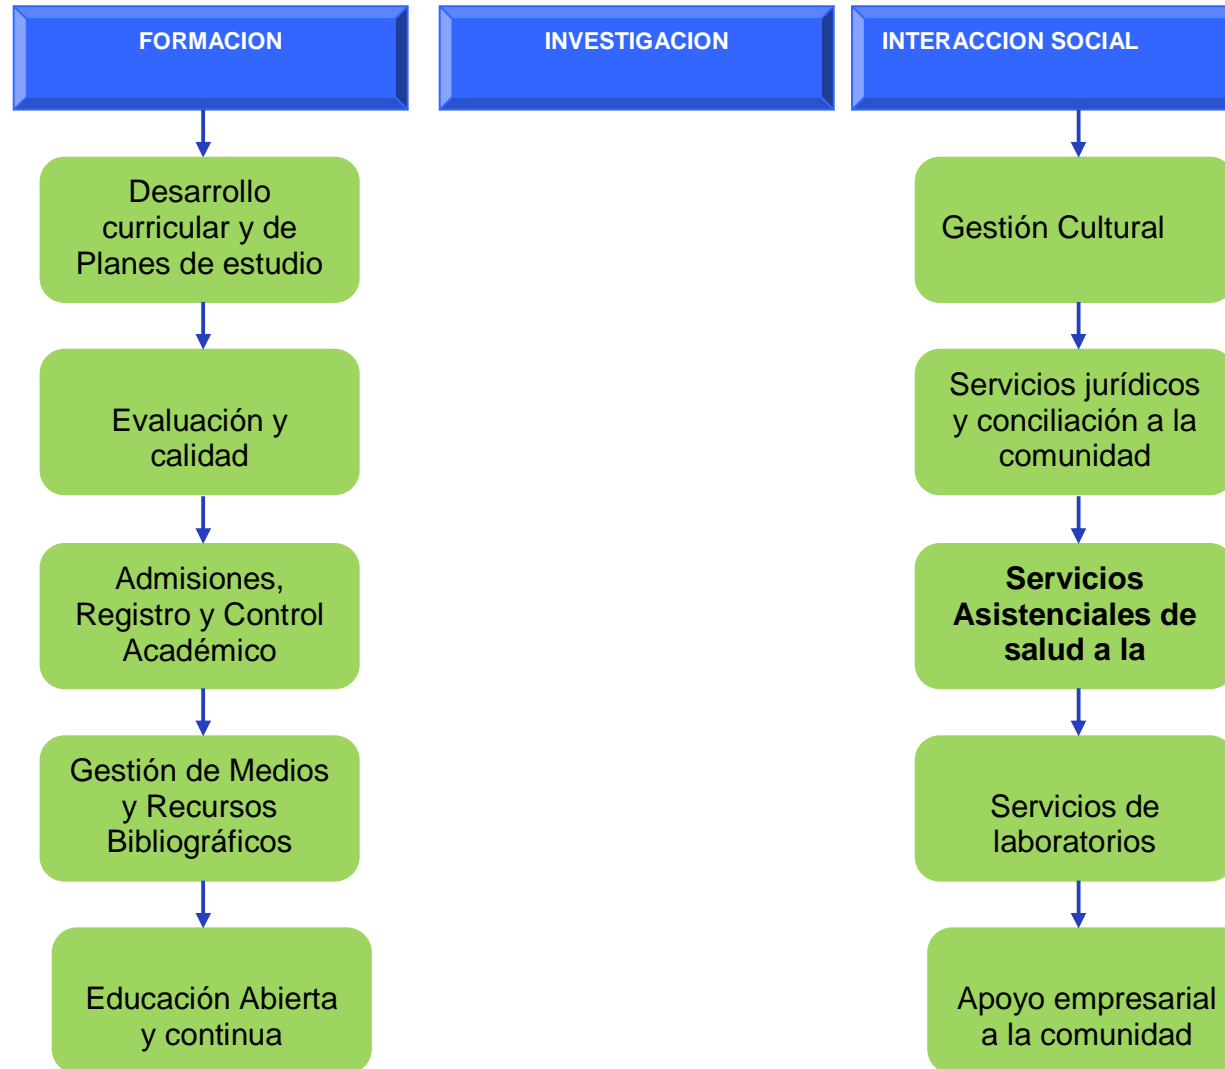 FORMACION
INVESTIGACION
INTERACCION SOCIAL
Desarrollo
curricular y de
Planes de estudio
Evaluación y
calidad
Admisiones,
Registro y Control
Académico
Gestión de Medios
y Recursos
Bibliográficos
Educación Abierta
y continua
Gestión Cultural
Servicios jurídicos
y conciliación a la
comunidad
Servicios
Asistenciales de
salud a la
Servicios de
laboratorios
Apoyo empresarial
a la comunidad